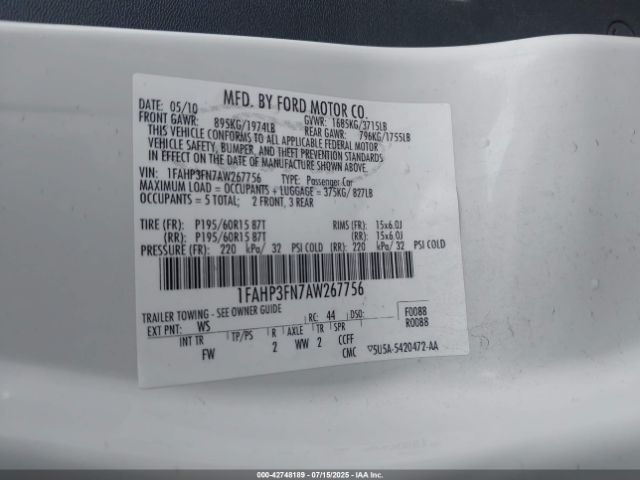 MFD. BY FORD MOTOR CO.
DATE: 05/10 GVWR: 1685KG/3715LB
FRONT GAWR: 895KG/1974LB REAR GAWR: 796KG/1755LB
THIS VEHICLE CONFORMS TO ALL APPLICABLE FEDERAL MOTOR
VEHICLE SAFETY, BUMPER, AND THEFT PREVENTION STANDARDS
IN EFFECT ON THE DATE OF MANUFACTURE SHOWN ABOVE.
VIN: 1FAHP3FN7AW267756 TYPE: Passenger Car
MAXIMUM LOAD = OCCUPANTS + LUGGAGE = 375KG/ 827LB
OCCUPANTS = 5 TOTAL; 2 FRONT, 3 REAR
TIRE (FR): P195/60R15 87T RIMS (FR): 15x6.0J
(RR): P195/60R15 87T (RR): 15x6.0J
PRESSURE (FR): 220 kPa/ 32 PSI COLD (RR): 220 kPa/ 32 PSI COLD
1FAHP3FN7AW267756
TRAILER TOWING - SEE OWNER GUIDE
EXT PNT: WS RC: 44 DSO: F0088
R0088
INT TR TP/PS R AXLE TR SPR
FW 2 WW 2 CCFF
CMC ▽5U5A-5420472-AA
000-42748189 - 07/15/2025 - IAA Inc.